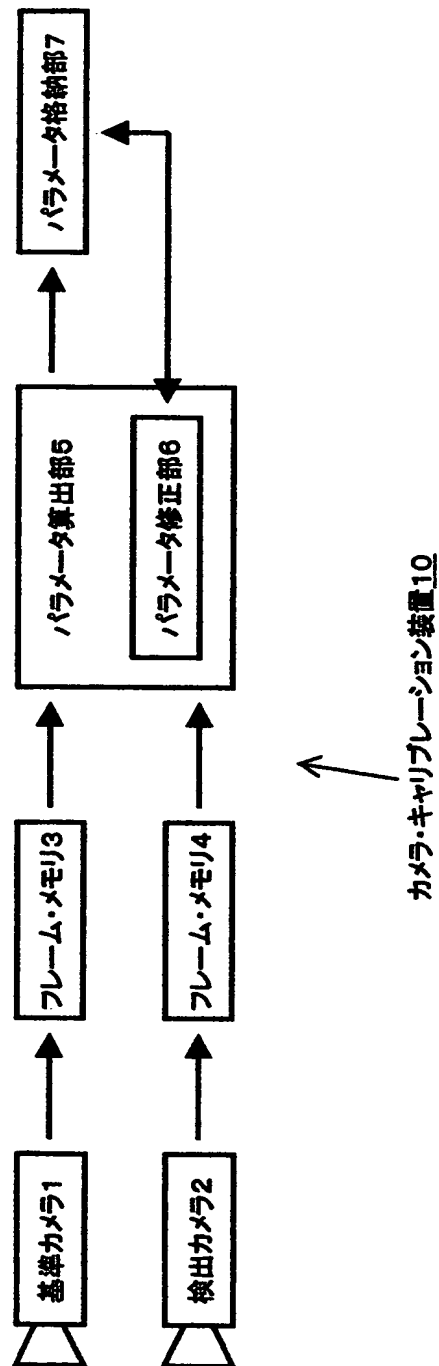 基準カメラ1
フレーム・メモリ3
パラメータ算出部5
パラメータ格納部7
検出カメラ2
フレーム・メモリ4
パラメータ修正部6
カメラ・キャリブレーション装置10